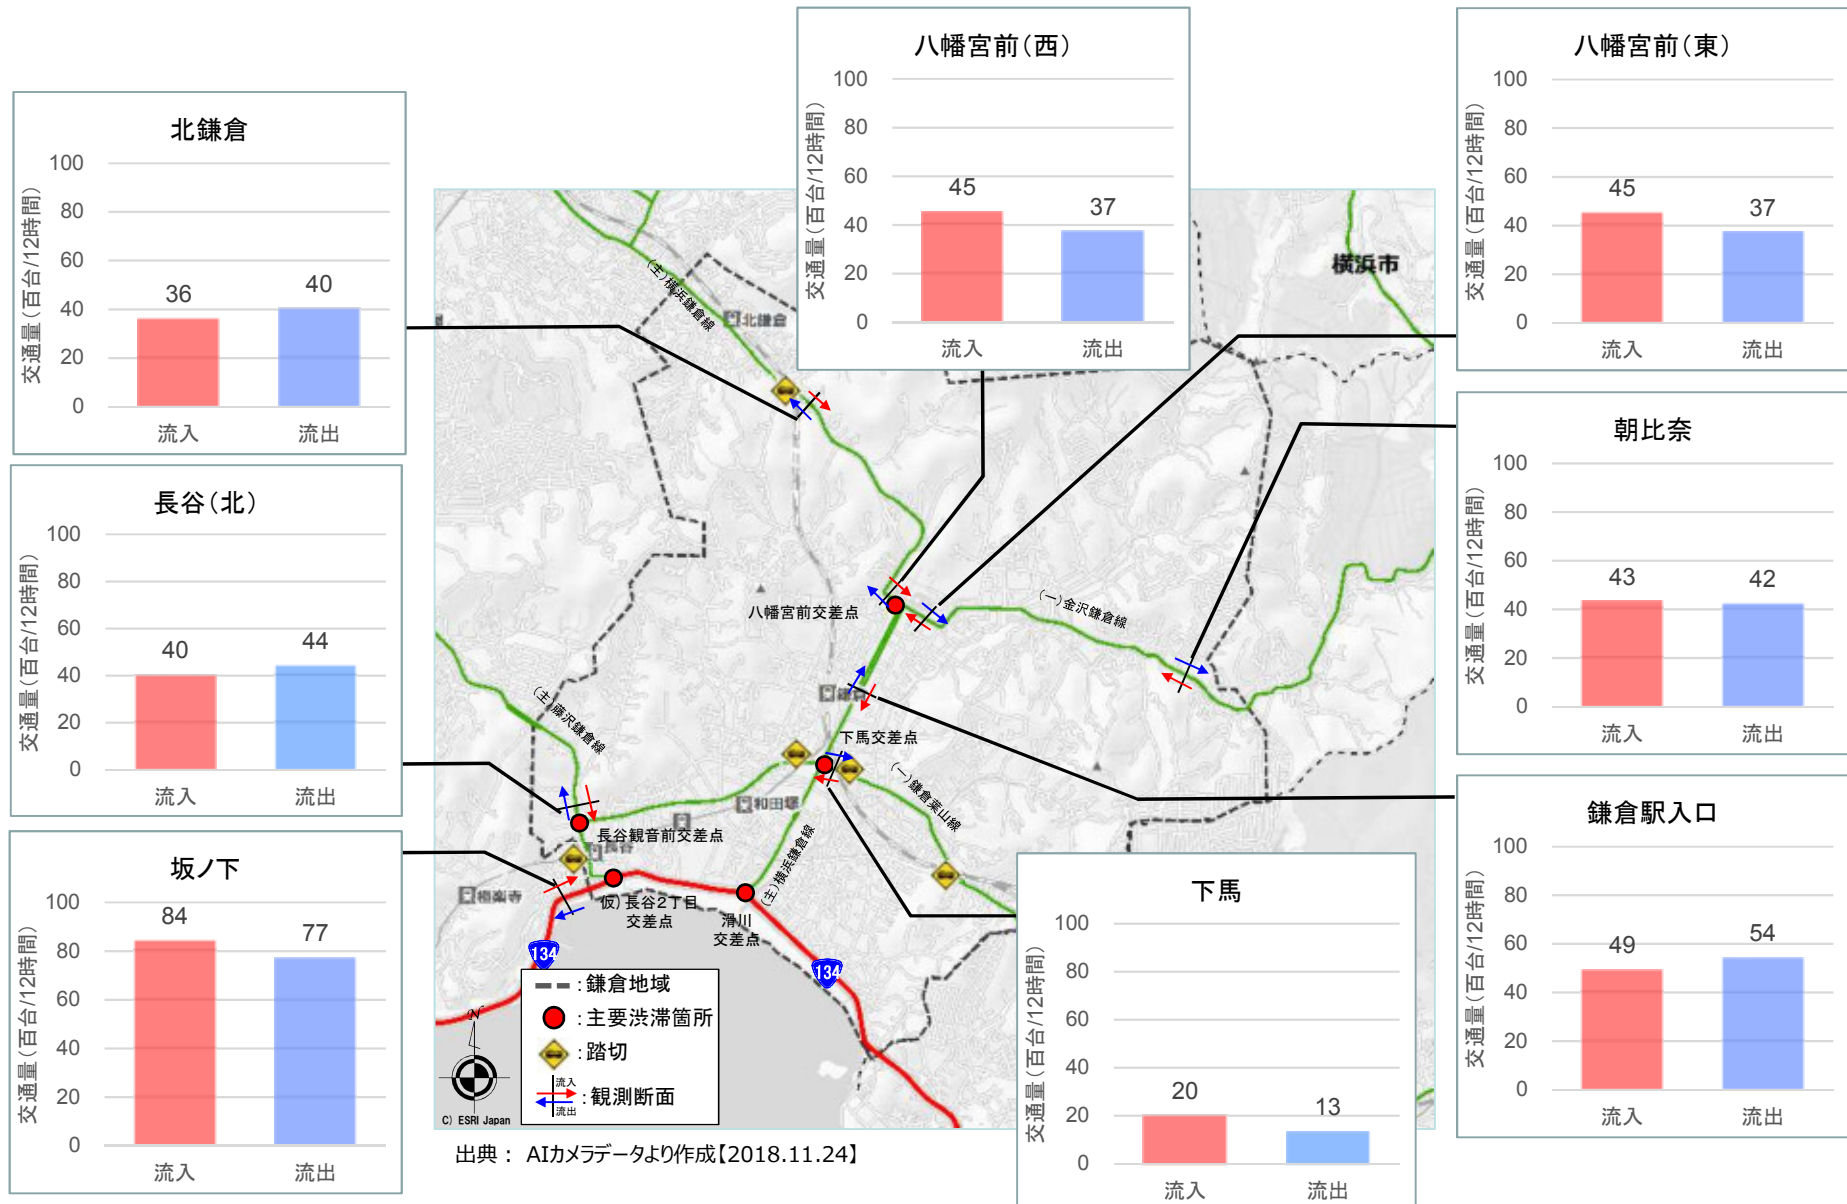 北鎌倉
交通量(百台/12時間)
100
80
60
40
20
0
36
40
流入
流出
長谷(北)
交通量(百台/12時間)
100
80
60
40
20
0
40
44
流入
流出
坂ノ下
交通量(百台/12時間)
100
80
60
40
20
0
84
77
流入
流出
八幡宮前(西)
交通量(百台/12時間)
100
80
60
40
20
0
45
37
流入
流出
八幡宮前(東)
交通量(百台/12時間)
100
80
60
40
20
0
45
37
流入
流出
朝比奈
交通量(百台/12時間)
100
80
60
40
20
0
43
42
流入
流出
鎌倉駅入口
交通量(百台/12時間)
100
80
60
40
20
0
49
54
流入
流出
下馬
交通量(百台/12時間)
100
80
60
40
20
0
20
13
流入
流出
横浜市
(主)横浜鎌倉線
北鎌倉
八幡宮前交差点
(一)金沢鎌倉線
鎌倉
(主)藤沢鎌倉線
下馬交差点
(一)鎌倉葉山線
和田塚
長谷観音前交差点
長谷
(主)横浜鎌倉線
極楽寺
仮)長谷2丁目
交差点
滑川
交差点
134
134
N
C) ESRI Japan
:鎌倉地域
:主要渋滞箇所
:踏切
流入
流出
:観測断面
出典: AIカメラデータより作成【2018.11.24】